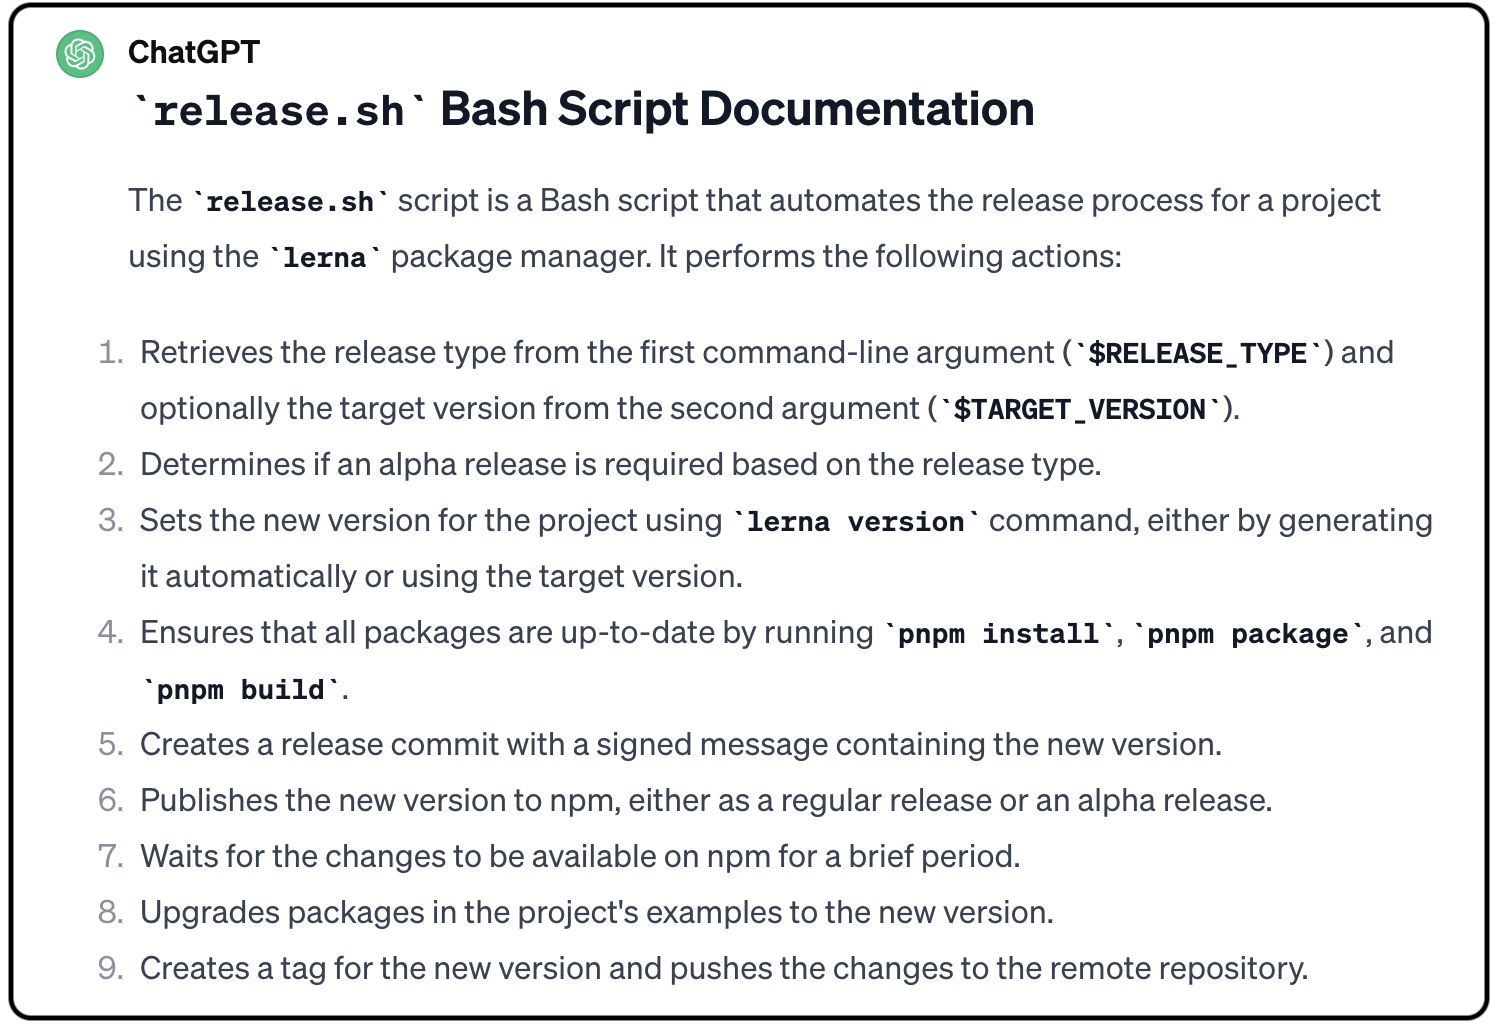 ChatGPT
`release.sh` Bash Script Documentation
The `release.sh` script is a Bash script that automates the release process for a project
using the `lerna` package manager. It performs the following actions:
1. Retrieves the release type from the first command-line argument (`$RELEASE_TYPE`) and
optionally the target version from the second argument (`$TARGET_VERSION`).
2. Determines if an alpha release is required based on the release type.
3. Sets the new version for the project using `lerna version` command, either by generating
it automatically or using the target version.
4. Ensures that all packages are up-to-date by running `pnpm install`, `pnpm package`, and
`pnpm build`.
5. Creates a release commit with a signed message containing the new version.
6. Publishes the new version to npm, either as a regular release or an alpha release.
7. Waits for the changes to be available on npm for a brief period.
8. Upgrades packages in the project's examples to the new version.
9. Creates a tag for the new version and pushes the changes to the remote repository.